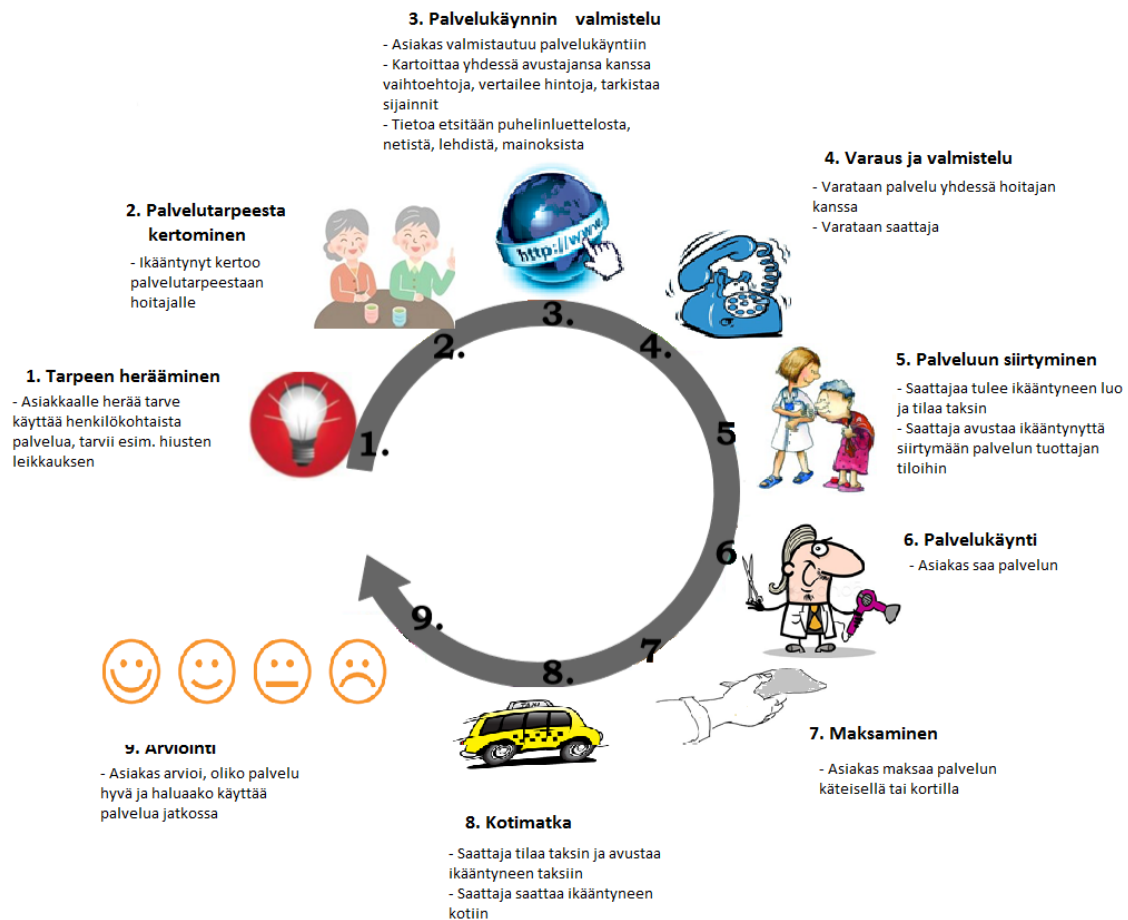 3. Palvelukäynnin valmistelu
- Asiakas valmistautuu palvelukäyntiin
- Kartoittaa yhdessä avustajansa kanssa
vaihtoehtoja, vertailee hintoja, tarkistaa
sijainnit
- Tietoa etsitään puhelinluettelosta,
netistä, lehdistä, mainoksista
4. Varaus ja valmistelu
- Varataan palvelu yhdessä hoitajan
kanssa
- Varataan saattaja
2. Palvelutarpeesta
kertominen
- Ikääntynyt kertoo
palvelutarpeestaan
hoitajalle
http://www.
1. Tarpeen herääminen
- Asiakkaalle herää tarve
käyttää henkilökohtaista
palvelua, tarvii esim. hiusten
leikkauksen
5. Palveluun siirtyminen
- Saattajaa tulee ikääntyneen luo
ja tilaa taksin
- Saattaja avustaa ikääntynyttä
siirtymään palvelun tuottajan
tiloihin
1.
2.
3.
4.
5
6
7
8.
9.
6. Palvelukäynti
- Asiakas saa palvelun
TAXI
7. Maksaminen
- Asiakas maksaa palvelun
käteisellä tai kortilla
8. Kotimatka
- Saattaja tilaa taksin ja avustaa
ikääntyneen taksiin
- Saattaja saattaa ikääntyneen
kotiin
9. Arviointi
- Asiakas arvioi, oliko palvelu
hyvä ja haluaako käyttää
palvelua jatkossa